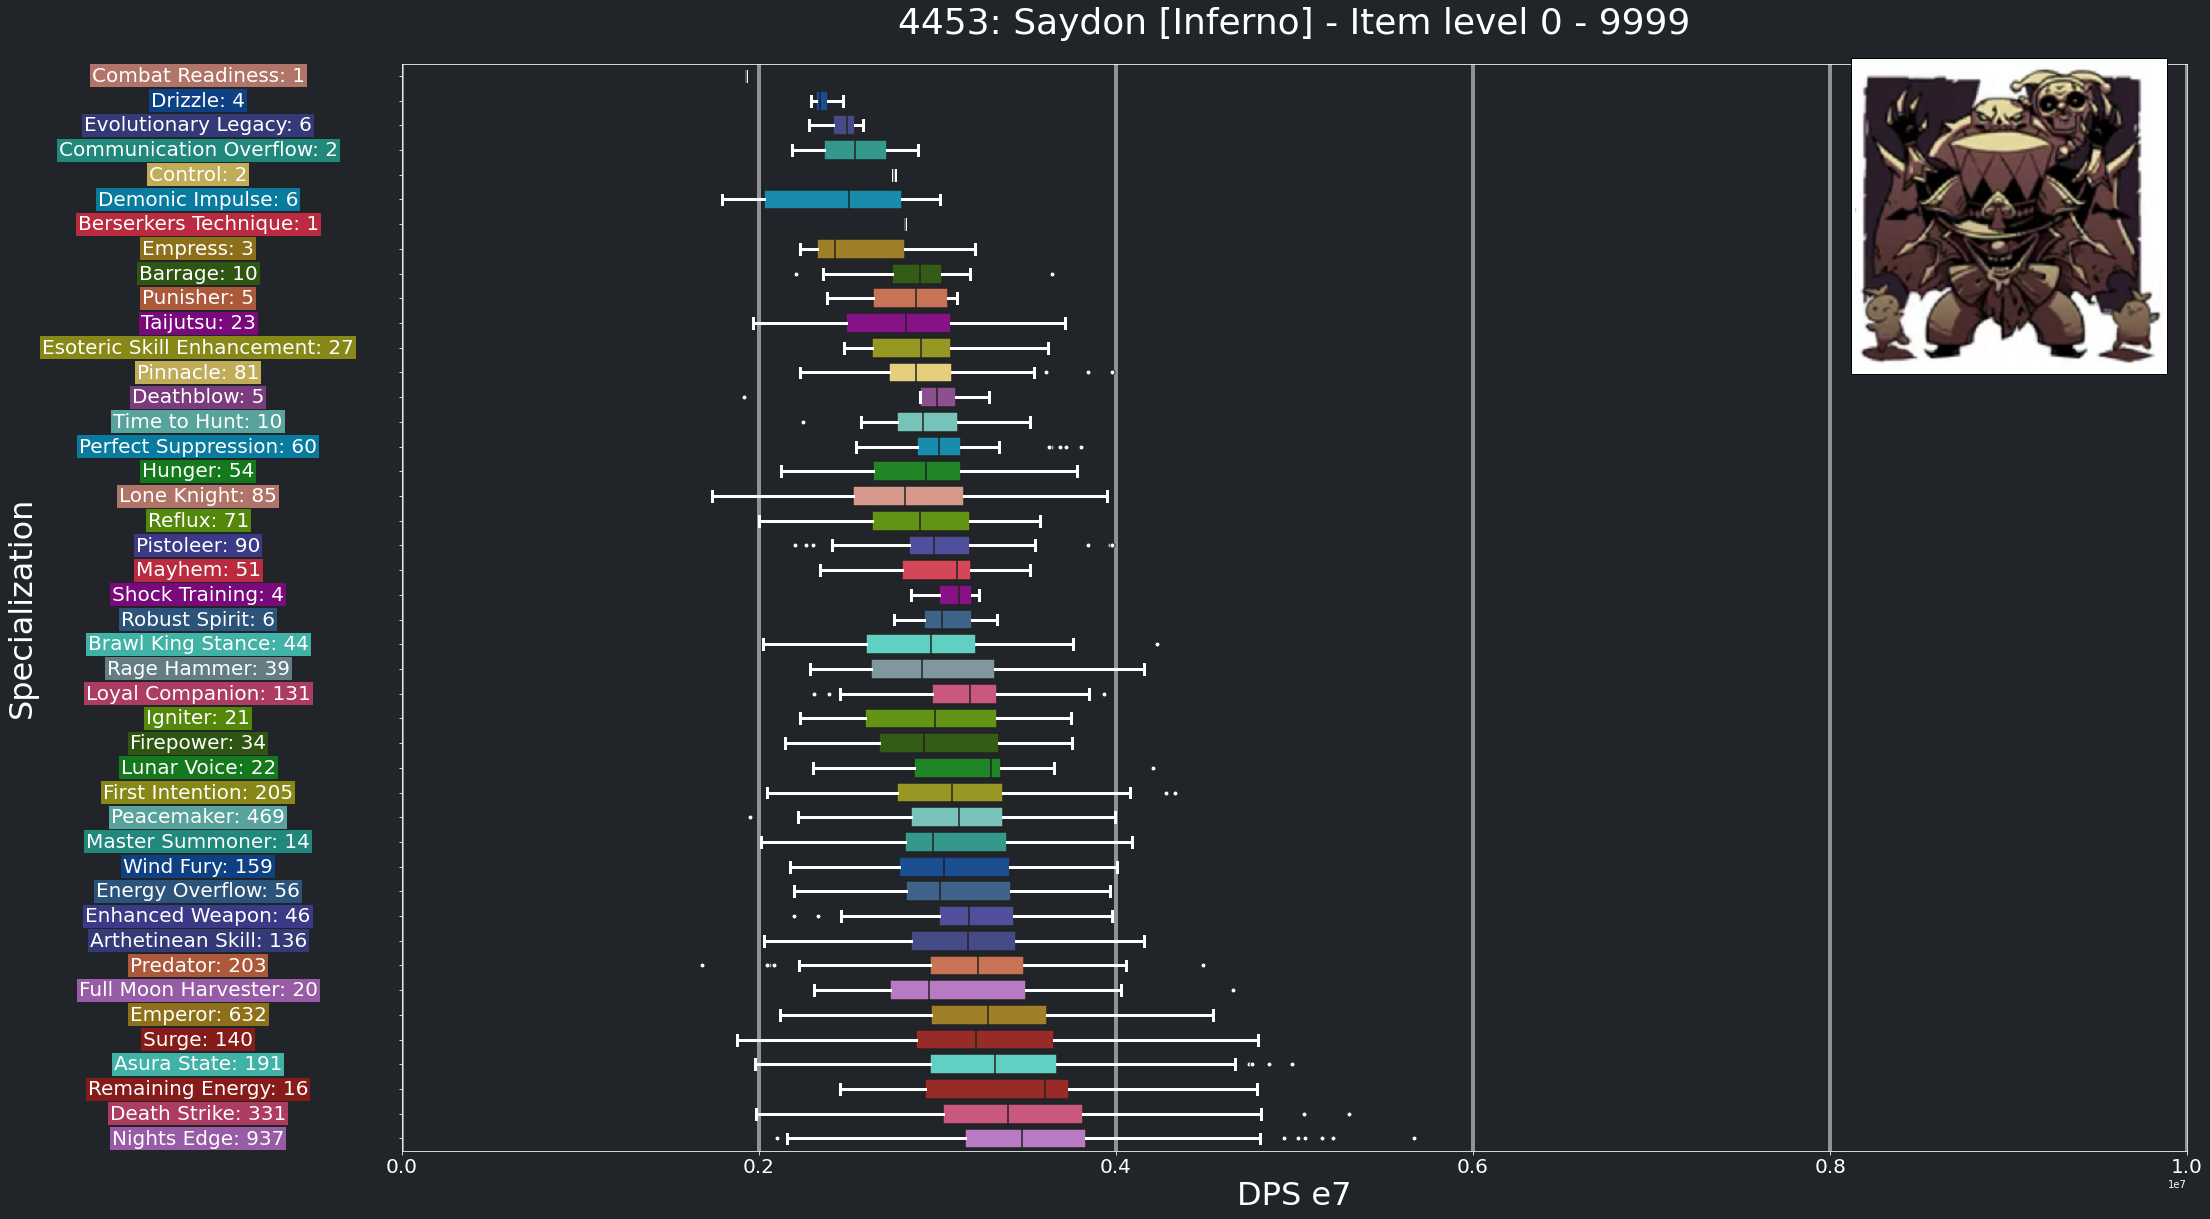 4453: Saydon [Inferno] - Item level 0 - 9999
Specialization
Combat Readiness: 1
Drizzle: 4
Evolutionary Legacy: 6
Communication Overflow: 2
Control: 2
Demonic Impulse: 6
Berserkers Technique: 1
Empress: 3
Barrage: 10
Punisher: 5
Taijutsu: 23
Esoteric Skill Enhancement: 27
Pinnacle: 81
Deathblow: 5
Time to Hunt: 10
Perfect Suppression: 60
Hunger: 54
Lone Knight: 85
Reflux: 71
Pistoleer: 90
Mayhem: 51
Shock Training: 4
Robust Spirit: 6
Brawl King Stance: 44
Rage Hammer: 39
Loyal Companion: 131
Igniter: 21
Firepower: 34
Lunar Voice: 22
First Intention: 205
Peacemaker: 469
Master Summoner: 14
Wind Fury: 159
Energy Overflow: 56
Enhanced Weapon: 46
Arthetinean Skill: 136
Predator: 203
Full Moon Harvester: 20
Emperor: 632
Surge: 140
Asura State: 191
Remaining Energy: 16
Death Strike: 331
Nights Edge: 937
0.0 0.2 0.4 0.6 0.8 1.0
1e7
DPS e7